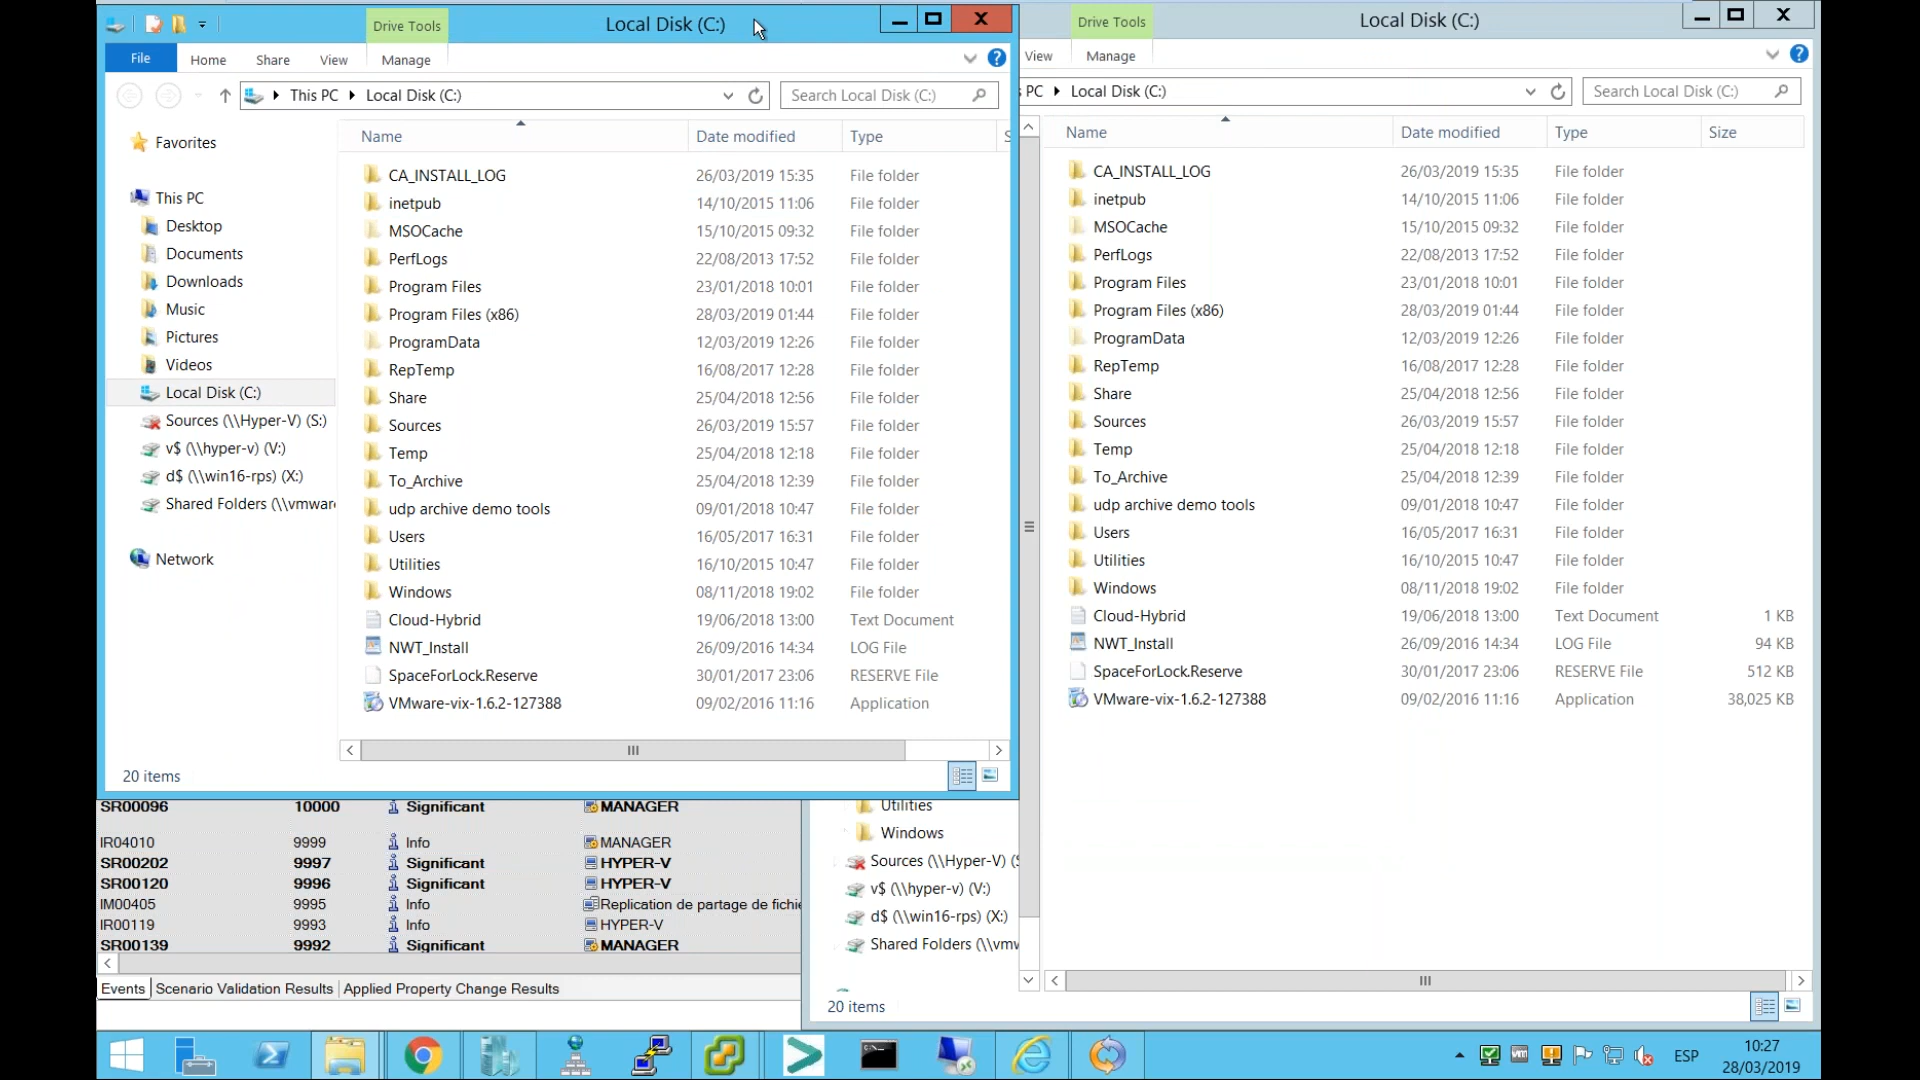 Drive Tools
Local Disk (C:)
File
Home
Share
View
Manage
This PC
Local Disk (C:)
Search Local Disk (C:)
Favorites
This PC
Desktop
Documents
Downloads
Music
Pictures
Videos
Local Disk (C:)
Sources (\\Hyper-V) (S:)
v$ (\\hyper-v) (V:)
d$ (\\win16-rps) (X:)
Shared Folders (\\vmwar
Network
Name Date modified Type S
CA_INSTALL_LOG 26/03/2019 15:35 File folder
inetpub 14/10/2015 11:06 File folder
MSOCache 15/10/2015 09:32 File folder
PerfLogs 22/08/2013 17:52 File folder
Program Files 23/01/2018 10:01 File folder
Program Files (x86) 28/03/2019 01:44 File folder
ProgramData 12/03/2019 12:26 File folder
RepTemp 16/08/2017 12:28 File folder
Share 25/04/2018 12:56 File folder
Sources 26/03/2019 15:57 File folder
Temp 25/04/2018 12:18 File folder
To_Archive 25/04/2018 12:39 File folder
udp archive demo tools 09/01/2018 10:47 File folder
Users 16/05/2017 16:31 File folder
Utilities 16/10/2015 10:47 File folder
Windows 08/11/2018 19:02 File folder
Cloud-Hybrid 19/06/2018 13:00 Text Document
NWT_Install 26/09/2016 14:34 LOG File
SpaceForLock.Reserve 30/01/2017 23:06 RESERVE File
VMware-vix-1.6.2-127388 09/02/2016 11:16 Application
20 items
Drive Tools
Local Disk (C:)
View
Manage
PC
Local Disk (C:)
Search Local Disk (C:)
Name Date modified Type Size
CA_INSTALL_LOG 26/03/2019 15:35 File folder
inetpub 14/10/2015 11:06 File folder
MSOCache 15/10/2015 09:32 File folder
PerfLogs 22/08/2013 17:52 File folder
Program Files 23/01/2018 10:01 File folder
Program Files (x86) 28/03/2019 01:44 File folder
ProgramData 12/03/2019 12:26 File folder
RepTemp 16/08/2017 12:28 File folder
Share 25/04/2018 12:56 File folder
Sources 26/03/2019 15:57 File folder
Temp 25/04/2018 12:18 File folder
To_Archive 25/04/2018 12:39 File folder
udp archive demo tools 09/01/2018 10:47 File folder
Users 16/05/2017 16:31 File folder
Utilities 16/10/2015 10:47 File folder
Windows 08/11/2018 19:02 File folder
Cloud-Hybrid 19/06/2018 13:00 Text Document 1 KB
NWT_Install 26/09/2016 14:34 LOG File 94 KB
SpaceForLock.Reserve 30/01/2017 23:06 RESERVE File 512 KB
VMware-vix-1.6.2-127388 09/02/2016 11:16 Application 38,025 KB
SR00096 10000 Significant MANAGER
IR04010 9999 Info MANAGER
SR00202 9997 Significant HYPER-V
SR00120 9996 Significant HYPER-V
IM00405 9995 Info Replication de partage de fichie
IR00119 9993 Info HYPER-V
SR00139 9992 Significant MANAGER
Events
Scenario Validation Results
Applied Property Change Results
Utilities
Windows
Sources (\\Hyper-V) (S
v$ (\\hyper-v) (V:)
d$ (\\win16-rps) (X:)
Shared Folders (\\vmv
20 items
vm
ESP
10:27
28/03/2019